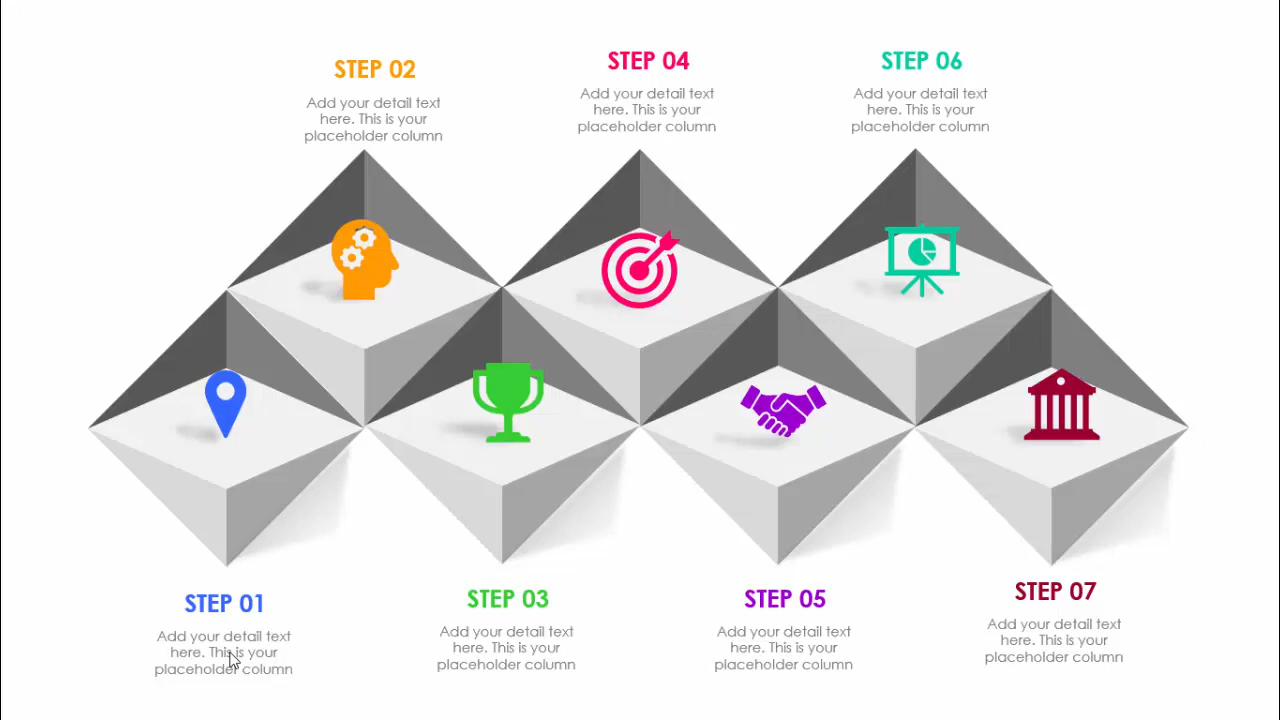 STEP 02
Add your detail text
here. This is your
placeholder column
STEP 04
Add your detail text
here. This is your
placeholder column
STEP 06
Add your detail text
here. This is your
placeholder column
STEP 01
Add your detail text
here. This is your
placeholder column
STEP 03
Add your detail text
here. This is your
placeholder column
STEP 05
Add your detail text
here. This is your
placeholder column
STEP 07
Add your detail text
here. This is your
placeholder column